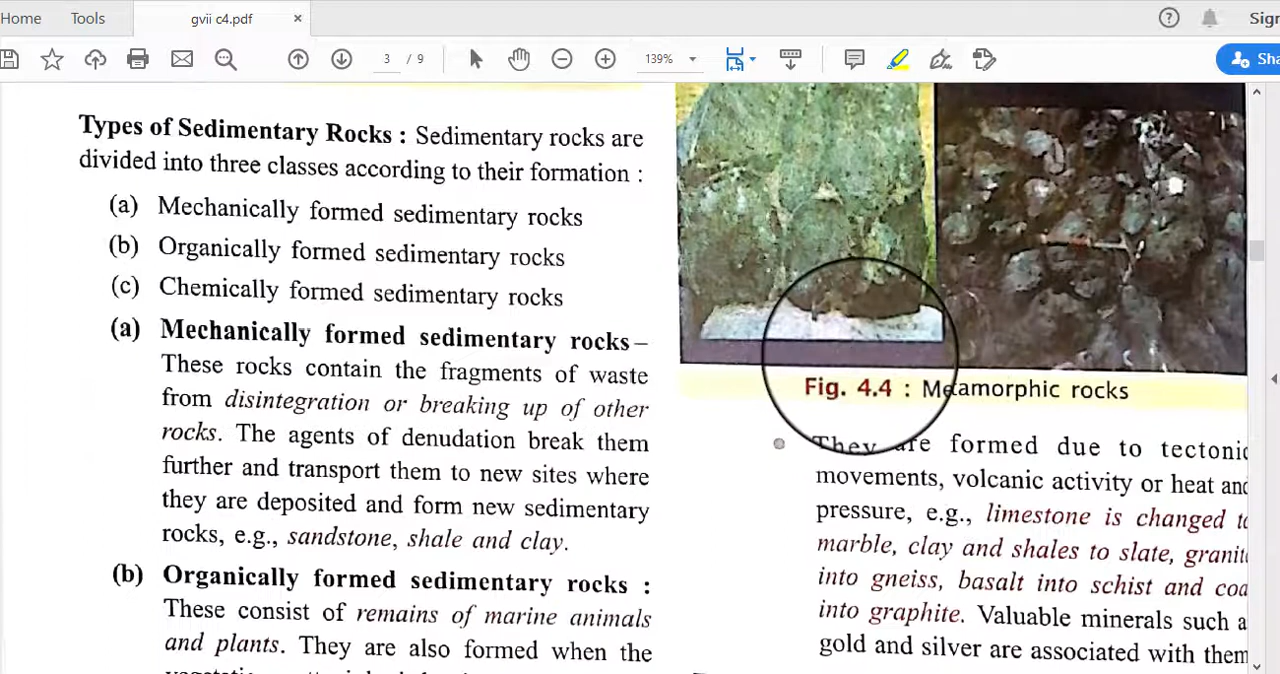 Home Tools gvii c4.pdf × ? Sign
3 / 9 139% Sha
Types of Sedimentary Rocks : Sedimentary rocks are
divided into three classes according to their formation :
(a) Mechanically formed sedimentary rocks
(b) Organically formed sedimentary rocks
(c) Chemically formed sedimentary rocks
(a) Mechanically formed sedimentary rocks–
These rocks contain the fragments of waste
from disintegration or breaking up of other
rocks. The agents of denudation break them
further and transport them to new sites where
they are deposited and form new sedimentary
rocks, e.g., sandstone, shale and clay.
(b) Organically formed sedimentary rocks :
These consist of remains of marine animals
and plants. They are also formed when the
Fig. 4.4 : Metamorphic rocks
They are formed due to tectonic
movements, volcanic activity or heat and
pressure, e.g., limestone is changed to
marble, clay and shales to slate, granit
into gneiss, basalt into schist and coa
into graphite. Valuable minerals such a
gold and silver are associated with them